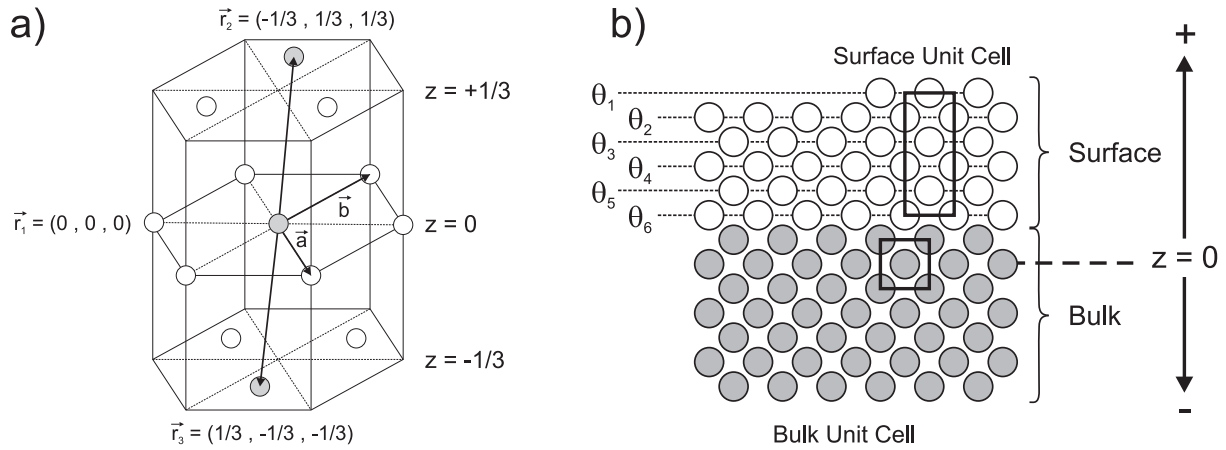 a)
r⃗₂ = (-1/3 , 1/3 , 1/3)
z = +1/3
r⃗₁ = (0 , 0 , 0)
b⃗
a⃗
z = 0
z = -1/3
r⃗₃ = (1/3 , -1/3 , -1/3)
b)
Surface Unit Cell
+
θ₁
θ₂
θ₃
θ₄
θ₅
θ₆
Surface
z = 0
Bulk
-
Bulk Unit Cell